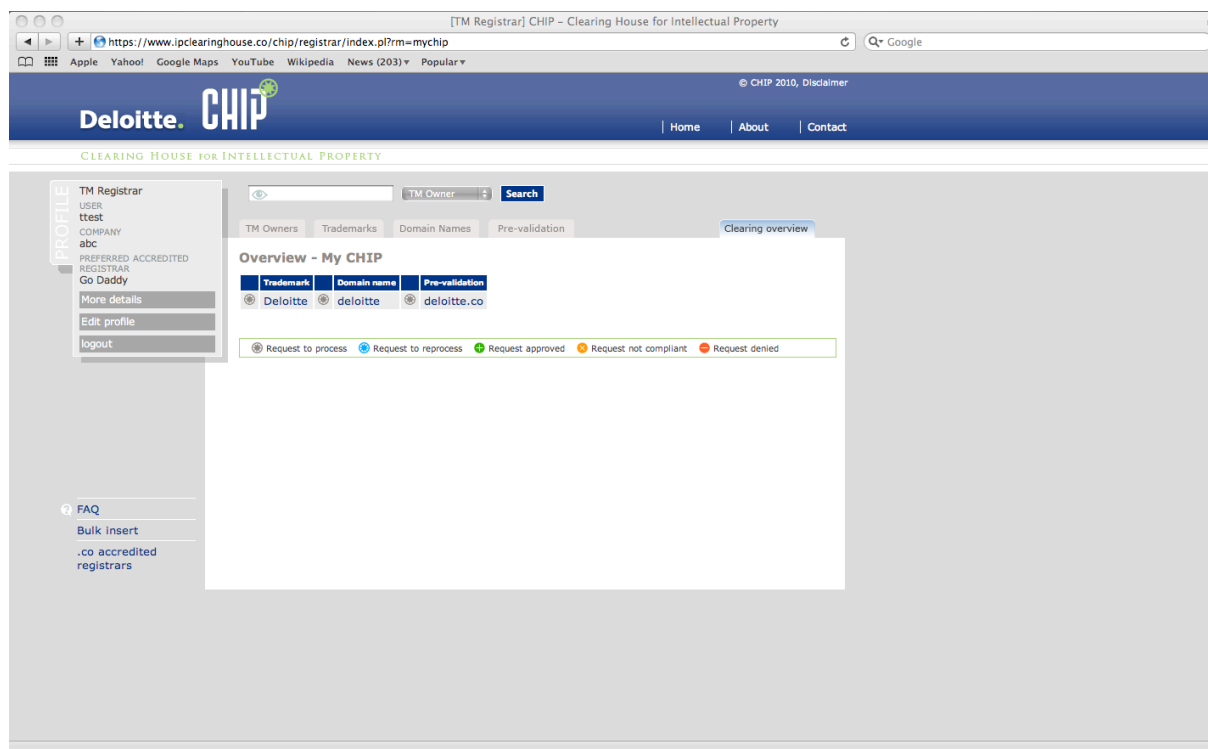 [TM Registrar] CHIP – Clearing House for Intellectual Property
https://www.ipclearinghouse.co/chip/registrar/index.pl?rm=mychip
Google
Apple Yahoo! Google Maps YouTube Wikipedia News (203) Popular
© CHIP 2010, Disclaimer
Deloitte. CHIP
Home About Contact
CLEARING HOUSE FOR INTELLECTUAL PROPERTY
PROFILE
TM Registrar
USER
ttest
COMPANY
abc
PREFERRED ACCREDITED
REGISTRAR
Go Daddy
More details
Edit profile
logout
TM Owner Search
TM Owners Trademarks Domain Names Pre-validation Clearing overview
Overview - My CHIP
Trademark Domain name Pre-validation
Deloitte deloitte deloitte.co
Request to process Request to reprocess Request approved Request not compliant Request denied
? FAQ
Bulk insert
.co accredited
registrars